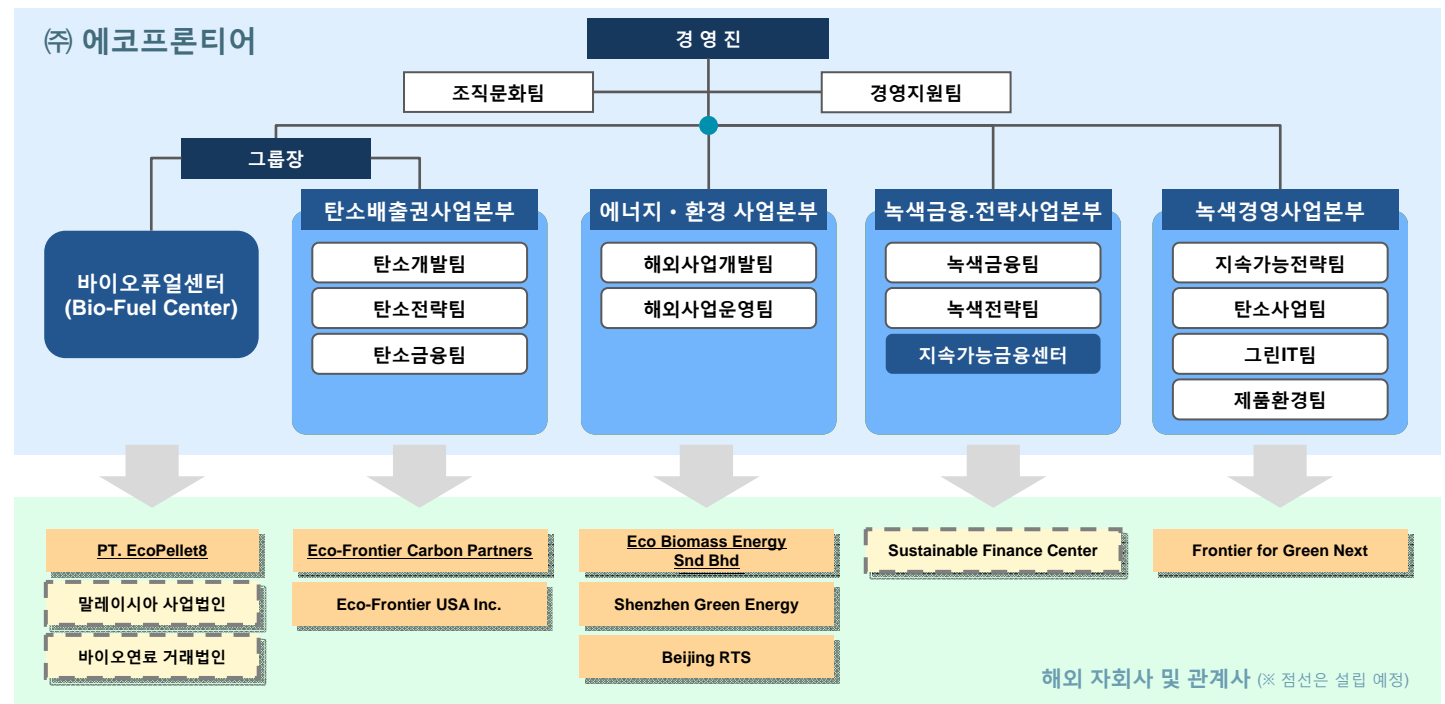 ㈜ 에코프론티어
경 영 진
조직문화팀
경영지원팀
그룹장
바이오퓨얼센터
(Bio-Fuel Center)
탄소배출권사업본부
탄소개발팀
탄소전략팀
탄소금융팀
에너지 · 환경 사업본부
해외사업개발팀
해외사업운영팀
녹색금융.전략사업본부
녹색금융팀
녹색전략팀
지속가능금융센터
녹색경영사업본부
지속가능전략팀
탄소사업팀
그린IT팀
제품환경팀
PT. EcoPellet8
말레이시아 사업법인
바이오연료 거래법인
Eco-Frontier Carbon Partners
Eco-Frontier USA Inc.
Eco Biomass Energy
Snd Bhd
Shenzhen Green Energy
Beijing RTS
Sustainable Finance Center
Frontier for Green Next
해외 자회사 및 관계사 (※ 점선은 설립 예정)